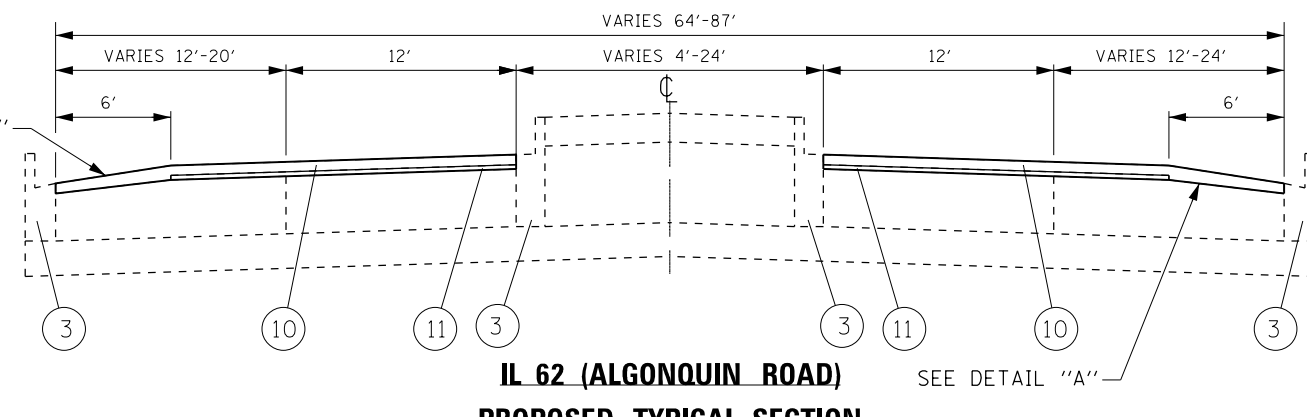 VARIES 64'-87'
VARIES 12'-20' 12' VARIES 4'-24' 12' VARIES 12'-24'
6' ℄ 6'
"
3 10 11 3 3 11 10 3
IL 62 (ALGONQUIN ROAD) SEE DETAIL "A"
PROPOSED TYPICAL SECTION